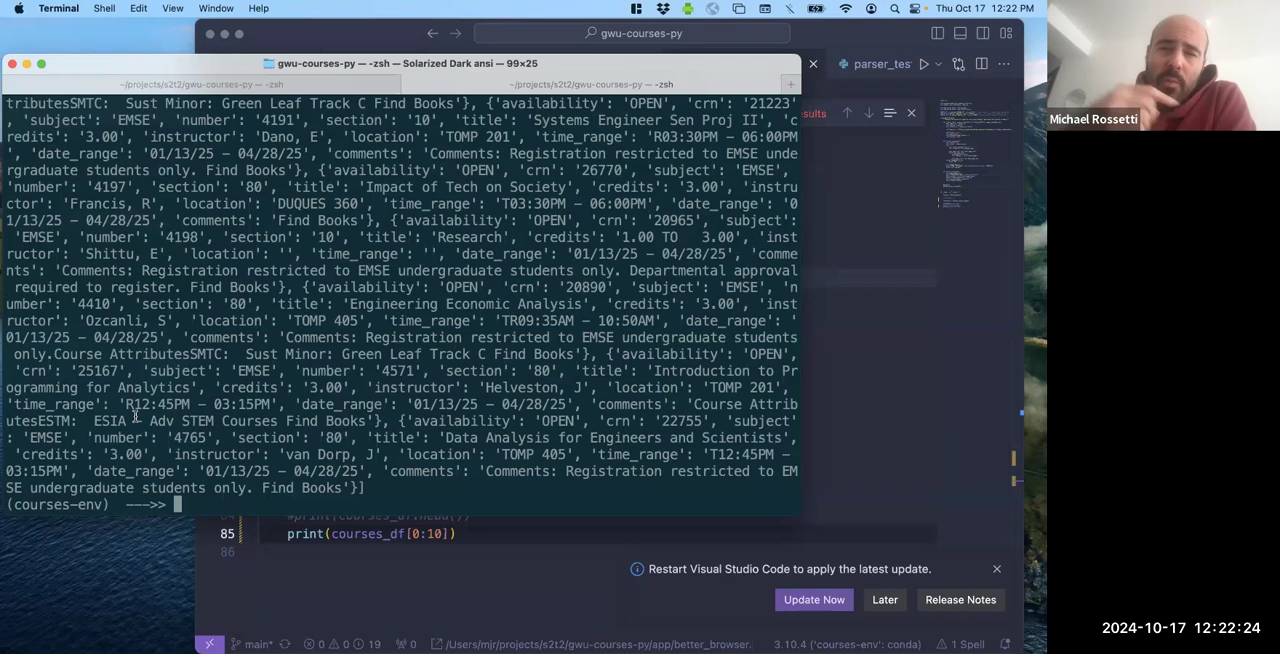 Terminal Shell Edit View Window Help Thu Oct 17 12:22 PM
gwu-courses-py
gwu-courses-py — -zsh — Solarized Dark ansi — 99×25
~/projects/s2t2/gwu-courses-py — -zsh ~/projects/s2t2/gwu-courses-py — -zsh +
parser_tes
sults
tributesSMTC:  Sust Minor: Green Leaf Track C Find Books'}, {'availability': 'OPEN', 'crn': '21223'
, 'subject': 'EMSE', 'number': '4191', 'section': '10', 'title': 'Systems Engineer Sen Proj II', 'c
redits': '3.00', 'instructor': 'Dano, E', 'location': 'TOMP 201', 'time_range': 'R03:30PM – 06:00PM'
, 'date_range': '01/13/25 – 04/28/25', 'comments': 'Comments: Registration restricted to EMSE unde
rgraduate students only. Find Books'}, {'availability': 'OPEN', 'crn': '26770', 'subject': 'EMSE',
'number': '4197', 'section': '80', 'title': 'Impact of Tech on Society', 'credits': '3.00', 'instru
ctor': 'Francis, R', 'location': 'DUQUES 360', 'time_range': 'T03:30PM – 06:00PM', 'date_range': '0
1/13/25 – 04/28/25', 'comments': 'Find Books'}, {'availability': 'OPEN', 'crn': '20965', 'subject':
'EMSE', 'number': '4198', 'section': '10', 'title': 'Research', 'credits': '1.00 TO   3.00', 'inst
ructor': 'Shittu, E', 'location': '', 'time_range': '', 'date_range': '01/13/25 – 04/28/25', 'comme
nts': 'Comments: Registration restricted to EMSE undergraduate students only. Departmental approval
required to register. Find Books'}, {'availability': 'OPEN', 'crn': '20890', 'subject': 'EMSE', 'n
umber': '4410', 'section': '80', 'title': 'Engineering Economic Analysis', 'credits': '3.00', 'inst
ructor': 'Ozcanli, S', 'location': 'TOMP 405', 'time_range': 'TR09:35AM – 10:50AM', 'date_range': '
01/13/25 – 04/28/25', 'comments': 'Comments: Registration restricted to EMSE undergraduate students
only.Course AttributesSMTC:  Sust Minor: Green Leaf Track C Find Books'}, {'availability': 'OPEN',
'crn': '25167', 'subject': 'EMSE', 'number': '4571', 'section': '80', 'title': 'Introduction to Pr
ogramming for Analytics', 'credits': '3.00', 'instructor': 'Helveston, J', 'location': 'TOMP 201',
'time_range': 'R12:45PM – 03:15PM', 'date_range': '01/13/25 – 04/28/25', 'comments': 'Course Attrib
utesESTM:  ESIA – Adv STEM Courses Find Books'}, {'availability': 'OPEN', 'crn': '22755', 'subject'
: 'EMSE', 'number': '4765', 'section': '80', 'title': 'Data Analysis for Engineers and Scientists',
'credits': '3.00', 'instructor': 'van Dorp, J', 'location': 'TOMP 405', 'time_range': 'T12:45PM –
03:15PM', 'date_range': '01/13/25 – 04/28/25', 'comments': 'Comments: Registration restricted to EM
SE undergraduate students only. Find Books'}]
(courses-env)  --->>
#print(courses_df.head())
85 print(courses_df[0:10])
86
Restart Visual Studio Code to apply the latest update.
Update Now Later Release Notes
main* 0 0 19 0 /Users/mjr/projects/s2t2/gwu-courses-py/app/better_browser. 3.10.4 ('courses-env': conda) 1 Spell
Michael Rossetti
2024-10-17 12:22:24